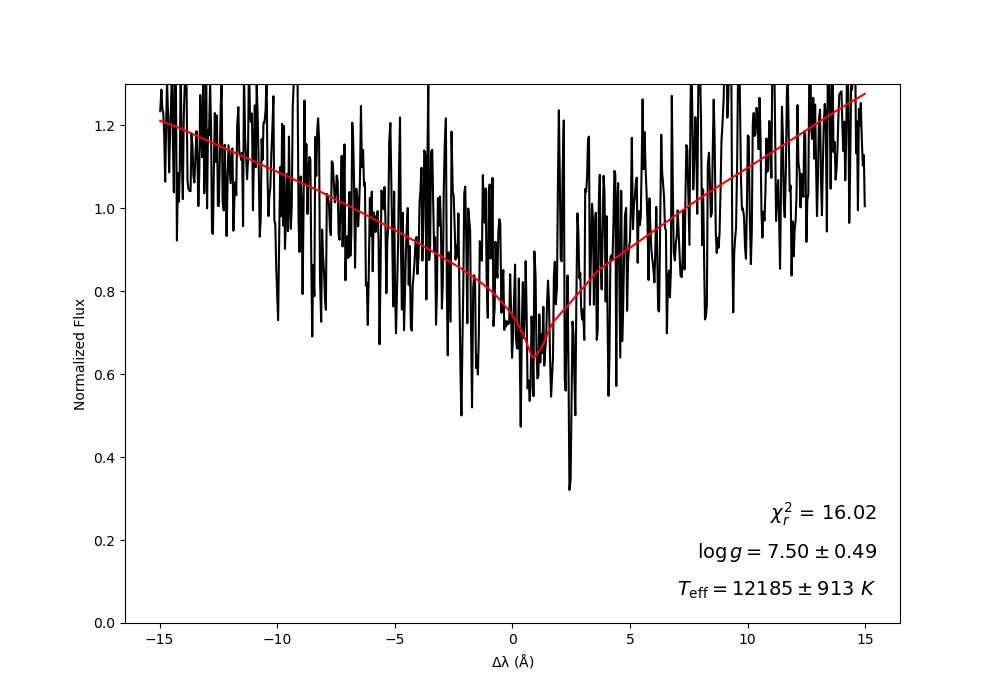 1.2
1.0
0.8
0.6
0.4
0.2
0.0
Normalized Flux
χ²ᵣ = 16.02
log g = 7.50 ± 0.49
T_eff = 12185 ± 913 K
−15 −10 −5 0 5 10 15
Δλ (Å)